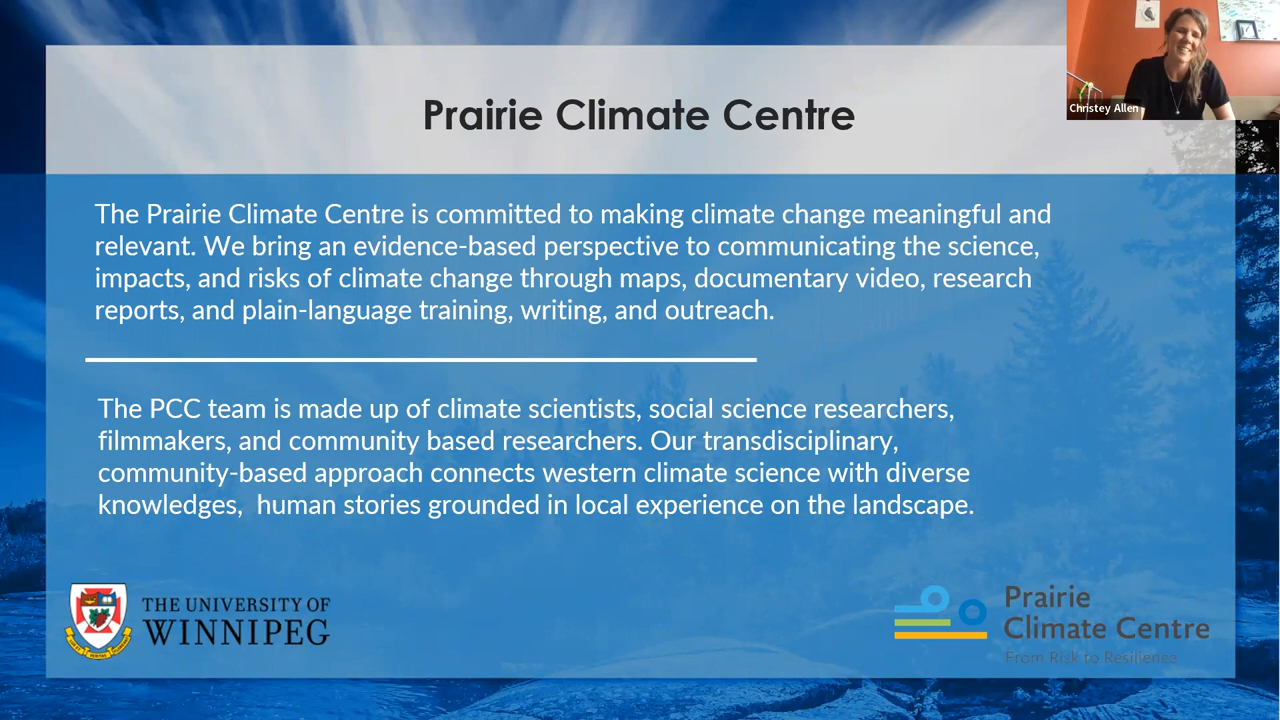 Prairie Climate Centre
Christey Allen
The Prairie Climate Centre is committed to making climate change meaningful and
relevant. We bring an evidence-based perspective to communicating the science,
impacts, and risks of climate change through maps, documentary video, research
reports, and plain-language training, writing, and outreach.
The PCC team is made up of climate scientists, social science researchers,
filmmakers, and community based researchers. Our transdisciplinary,
community-based approach connects western climate science with diverse
knowledges,  human stories grounded in local experience on the landscape.
THE UNIVERSITY OF
WINNIPEG
Prairie
Climate Centre
From Risk to Resilience